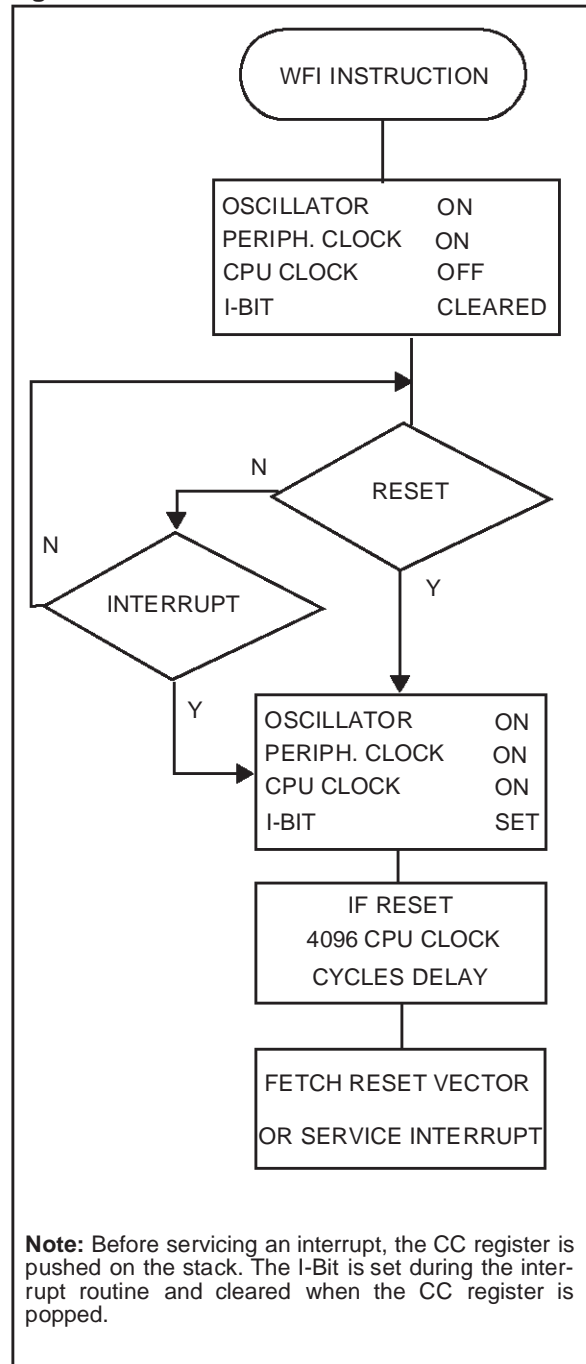 WFI INSTRUCTION
OSCILLATOR ON
PERIPH. CLOCK ON
CPU CLOCK OFF
I-BIT CLEARED
RESET
N
Y
INTERRUPT
N
Y
OSCILLATOR ON
PERIPH. CLOCK ON
CPU CLOCK ON
I-BIT SET
IF RESET
4096 CPU CLOCK
CYCLES DELAY
FETCH RESET VECTOR
OR SERVICE INTERRUPT
Note: Before servicing an interrupt, the CC register is
pushed on the stack. The I-Bit is set during the inter-
rupt routine and cleared when the CC register is
popped.